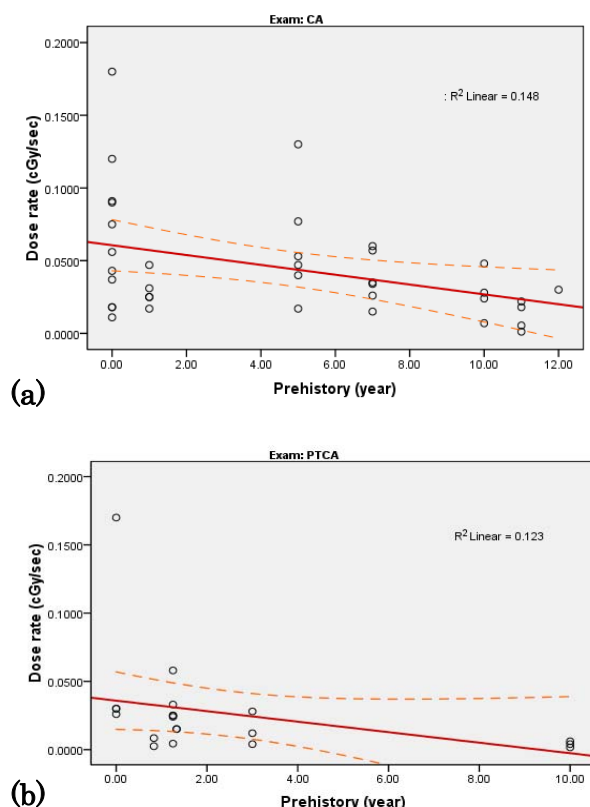 Exam: CA
0.2000
: R² Linear = 0.148
0.1500
0.1000
0.0500
0.0000
Dose rate (cGy/sec)
0.00 2.00 4.00 6.00 8.00 10.00 12.00
Prehistory (year)
(a)
Exam: PTCA
0.2000
R² Linear = 0.123
0.1500
0.1000
0.0500
0.0000
Dose rate (cGy/sec)
0.00 2.00 4.00 6.00 8.00 10.00
Prehistory (year)
(b)